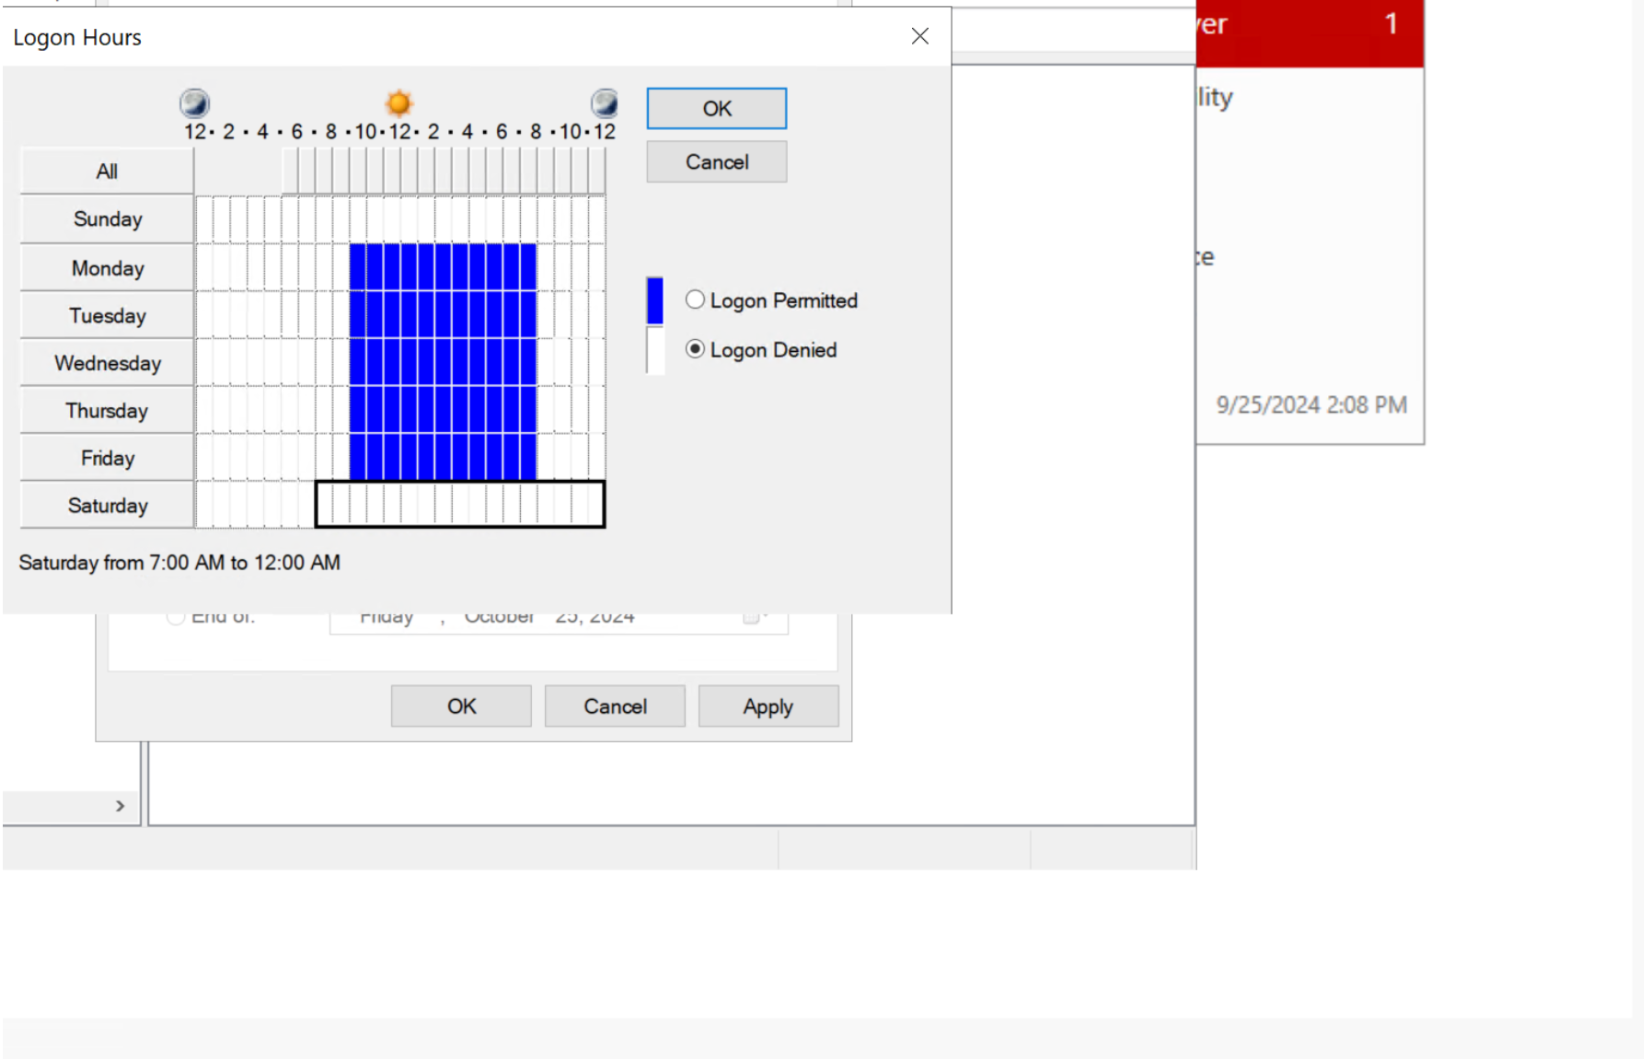 Logon Hours
12 · 2 · 4 · 6 · 8 · 10 · 12 · 2 · 4 · 6 · 8 · 10 · 12
All
Sunday
Monday
Tuesday
Wednesday
Thursday
Friday
Saturday
Saturday from 7:00 AM to 12:00 AM
OK
Cancel
Logon Permitted
Logon Denied
End of:
Friday , October 25, 2024
OK
Cancel
Apply
ver 1
lity
ce
9/25/2024 2:08 PM